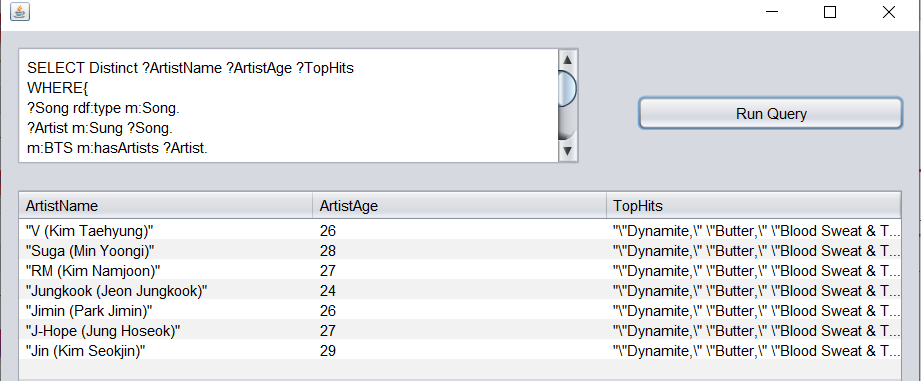 SELECT Distinct ?ArtistName ?ArtistAge ?TopHits
WHERE{
?Song rdf:type m:Song.
?Artist m:Sung ?Song.
m:BTS m:hasArtists ?Artist.
Run Query
ArtistName ArtistAge TopHits
"V (Kim Taehyung)" 26 "\"Dynamite,\" \"Butter,\" \"Blood Sweat & T...
"Suga (Min Yoongi)" 28 "\"Dynamite,\" \"Butter,\" \"Blood Sweat & T...
"RM (Kim Namjoon)" 27 "\"Dynamite,\" \"Butter,\" \"Blood Sweat & T...
"Jungkook (Jeon Jungkook)" 24 "\"Dynamite,\" \"Butter,\" \"Blood Sweat & T...
"Jimin (Park Jimin)" 26 "\"Dynamite,\" \"Butter,\" \"Blood Sweat & T...
"J-Hope (Jung Hoseok)" 27 "\"Dynamite,\" \"Butter,\" \"Blood Sweat & T...
"Jin (Kim Seokjin)" 29 "\"Dynamite,\" \"Butter,\" \"Blood Sweat & T...